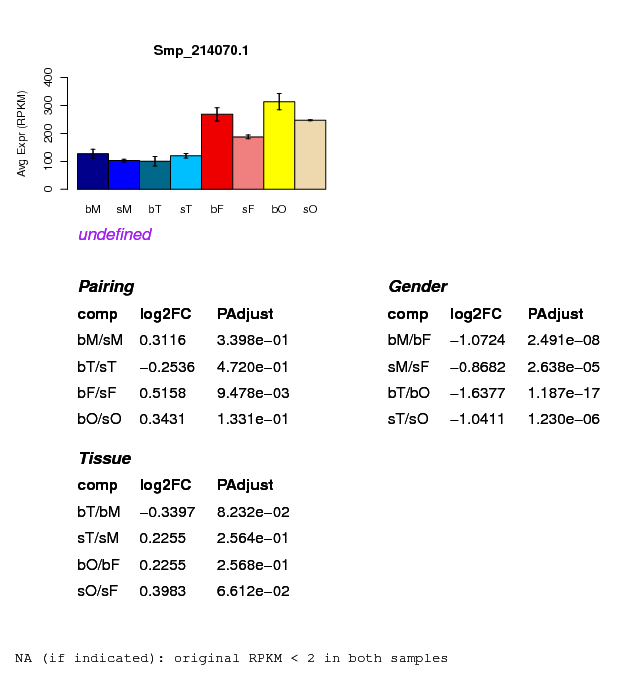 Smp_214070.1
Avg Expr (RPKM)
400
300
200
100
0
bM sM bT sT bF sF bO sO
undefined
Pairing
comp log2FC PAdjust
bM/sM 0.3116 3.398e−01
bT/sT −0.2536 4.720e−01
bF/sF 0.5158 9.478e−03
bO/sO 0.3431 1.331e−01
Gender
comp log2FC PAdjust
bM/bF −1.0724 2.491e−08
sM/sF −0.8682 2.638e−05
bT/bO −1.6377 1.187e−17
sT/sO −1.0411 1.230e−06
Tissue
comp log2FC PAdjust
bT/bM −0.3397 8.232e−02
sT/sM 0.2255 2.564e−01
bO/bF 0.2255 2.568e−01
sO/sF 0.3983 6.612e−02
NA (if indicated): original RPKM < 2 in both samples